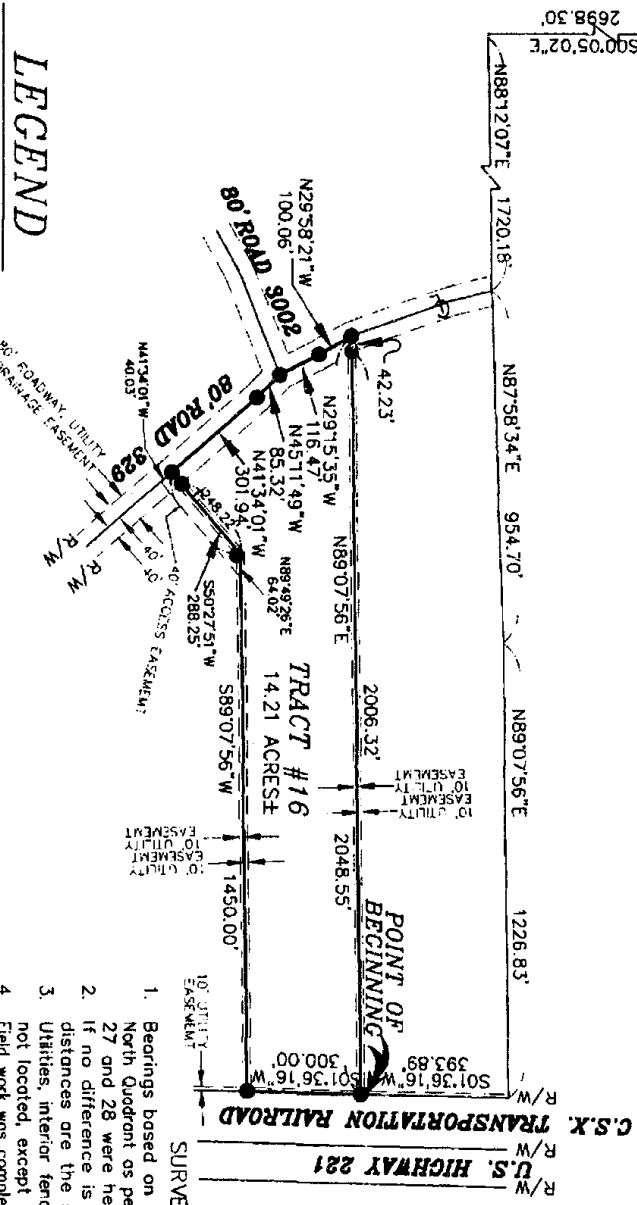 S00°05'02"E
2698.30'
N88°12'07"E
1720.18'
N87°58'34"E
954.70'
N89°07'56"E
1226.83'
R/W
R/W
R/W
C.S.X. TRANSPORTATION RAILROAD
U.S. HIGHWAY 221
S01°36'16"W
393.89'
POINT OF
BEGINNING
S01°36'16"W
300.00'
N29°58'21"W
100.06'
42.23'
N89°07'56"E
2006.32'
2048.55'
10' UTILITY
EASEMENT
10' UTILITY
EASEMENT
80' ROAD 3002
N29°15'35"W
116.47'
N45°11'49"W
85.32'
N41°34'01"W
301.94'
80' ROAD 329
N41°34'01"W
40.03'
80' ROADWAY, UTILITY
DRAINAGE EASEMENT
R/W
R/W
40'
40'
40' ACCESS EASEMENT
S50°27'51"W
288.25'
N89°49'26"E
64.02'
TRACT #16
14.21 ACRES±
S89°07'56"W
1450.00'
10' UTILITY
EASEMENT
10' UTILITY
EASEMENT
10' UTILITY
EASEMENT
LEGEND
SURVE
1. Bearings based on
North Quadrant as pe
27 and 28 were he
2. If no difference is
distances are the
3. Utilities, interior fenc
not located, except
4 Field work was comple